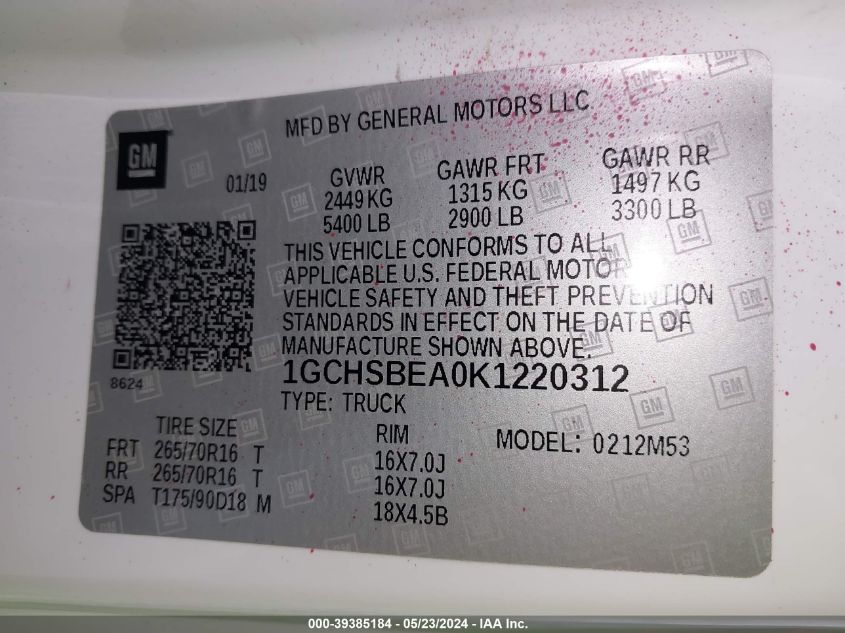 GM
MFD BY GENERAL MOTORS LLC
01/19
GVWR GAWR FRT GAWR RR
2449 KG 1315 KG 1497 KG
5400 LB 2900 LB 3300 LB
THIS VEHICLE CONFORMS TO ALL
APPLICABLE U.S. FEDERAL MOTOR
VEHICLE SAFETY AND THEFT PREVENTION
STANDARDS IN EFFECT ON THE DATE OF
MANUFACTURE SHOWN ABOVE.
8624
1GCHSBEA0K1220312
TYPE: TRUCK
TIRE SIZE RIM MODEL: 0212M53
FRT 265/70R16 T 16X7.0J
RR 265/70R16 T 16X7.0J
SPA T175/90D18 M 18X4.5B
000-39385184 - 05/23/2024 - IAA Inc.